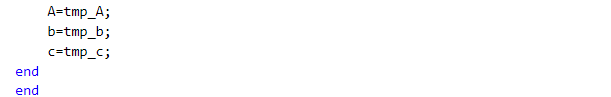 A=tmp_A;
b=tmp_b;
c=tmp_c;
end
end